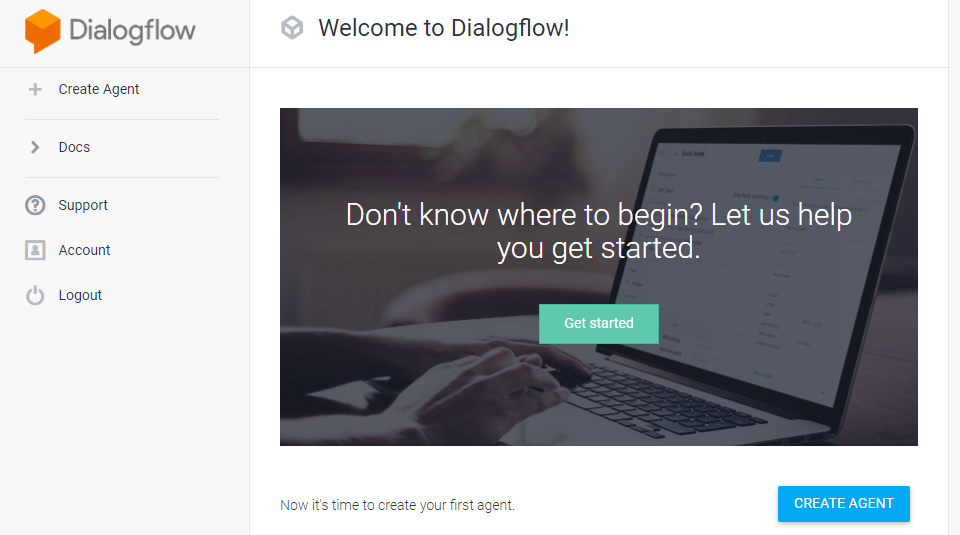 Dialogflow
Welcome to Dialogflow!
Create Agent
Docs
Support
Account
Logout
Don't know where to begin? Let us help
you get started.
Get started
Now it's time to create your first agent.
CREATE AGENT